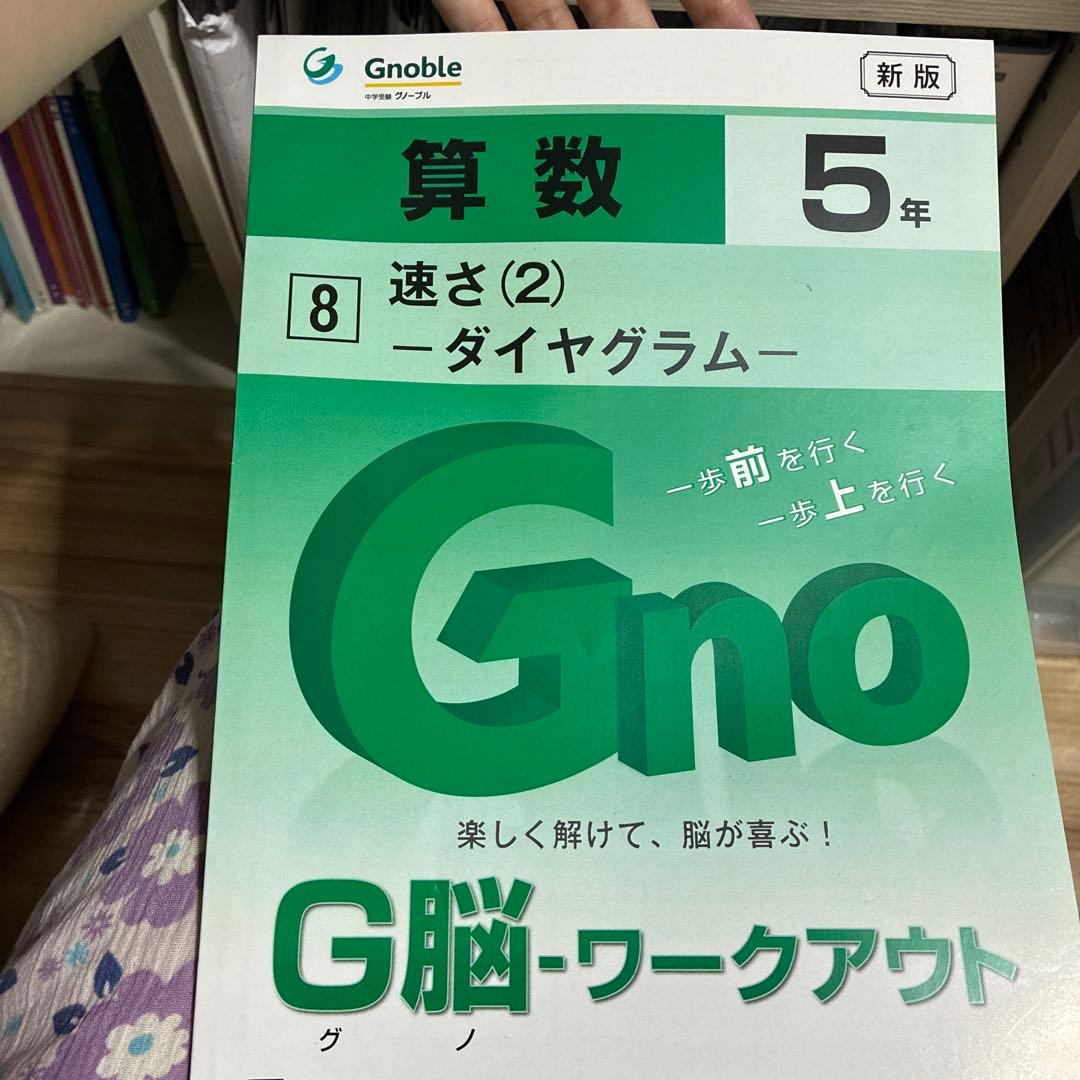 Gnoble
中学受験 グノーブル
新版
算数
5年
8 速さ(2)
―ダイヤグラム―
一歩前を行く
一歩上を行く
Gno
楽しく解けて、脳が喜ぶ!
G脳-ワークアウト
グ ノ